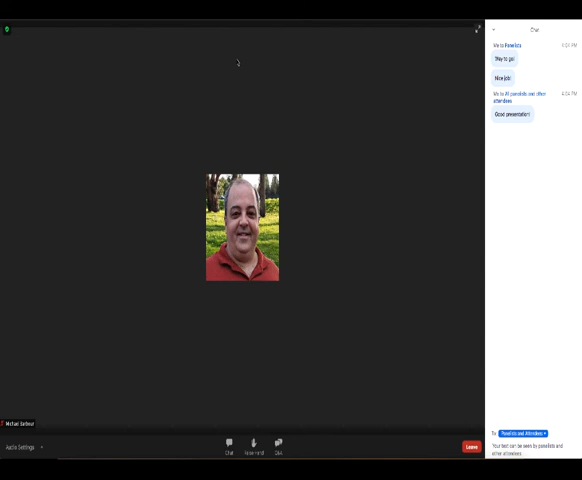 Chat
Me to Panelists 4:04 PM
Way to go!
Nice job!
Me to All panelists and other 4:04 PM
attendees
Good presentation!
Michael Barbour
To: Panelists and Attendees
Your text can be seen by panelists and
other attendees
Audio Settings
Chat
Raise Hand
Q&A
Leave